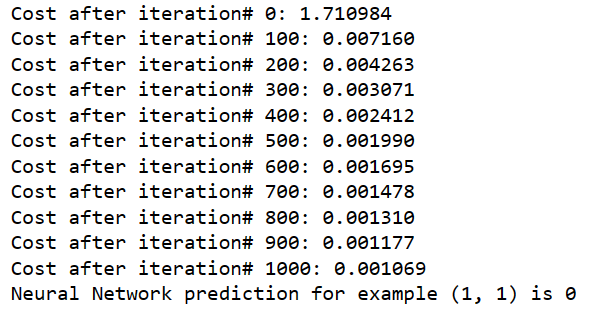 Cost after iteration# 0: 1.710984
Cost after iteration# 100: 0.007160
Cost after iteration# 200: 0.004263
Cost after iteration# 300: 0.003071
Cost after iteration# 400: 0.002412
Cost after iteration# 500: 0.001990
Cost after iteration# 600: 0.001695
Cost after iteration# 700: 0.001478
Cost after iteration# 800: 0.001310
Cost after iteration# 900: 0.001177
Cost after iteration# 1000: 0.001069
Neural Network prediction for example (1, 1) is 0